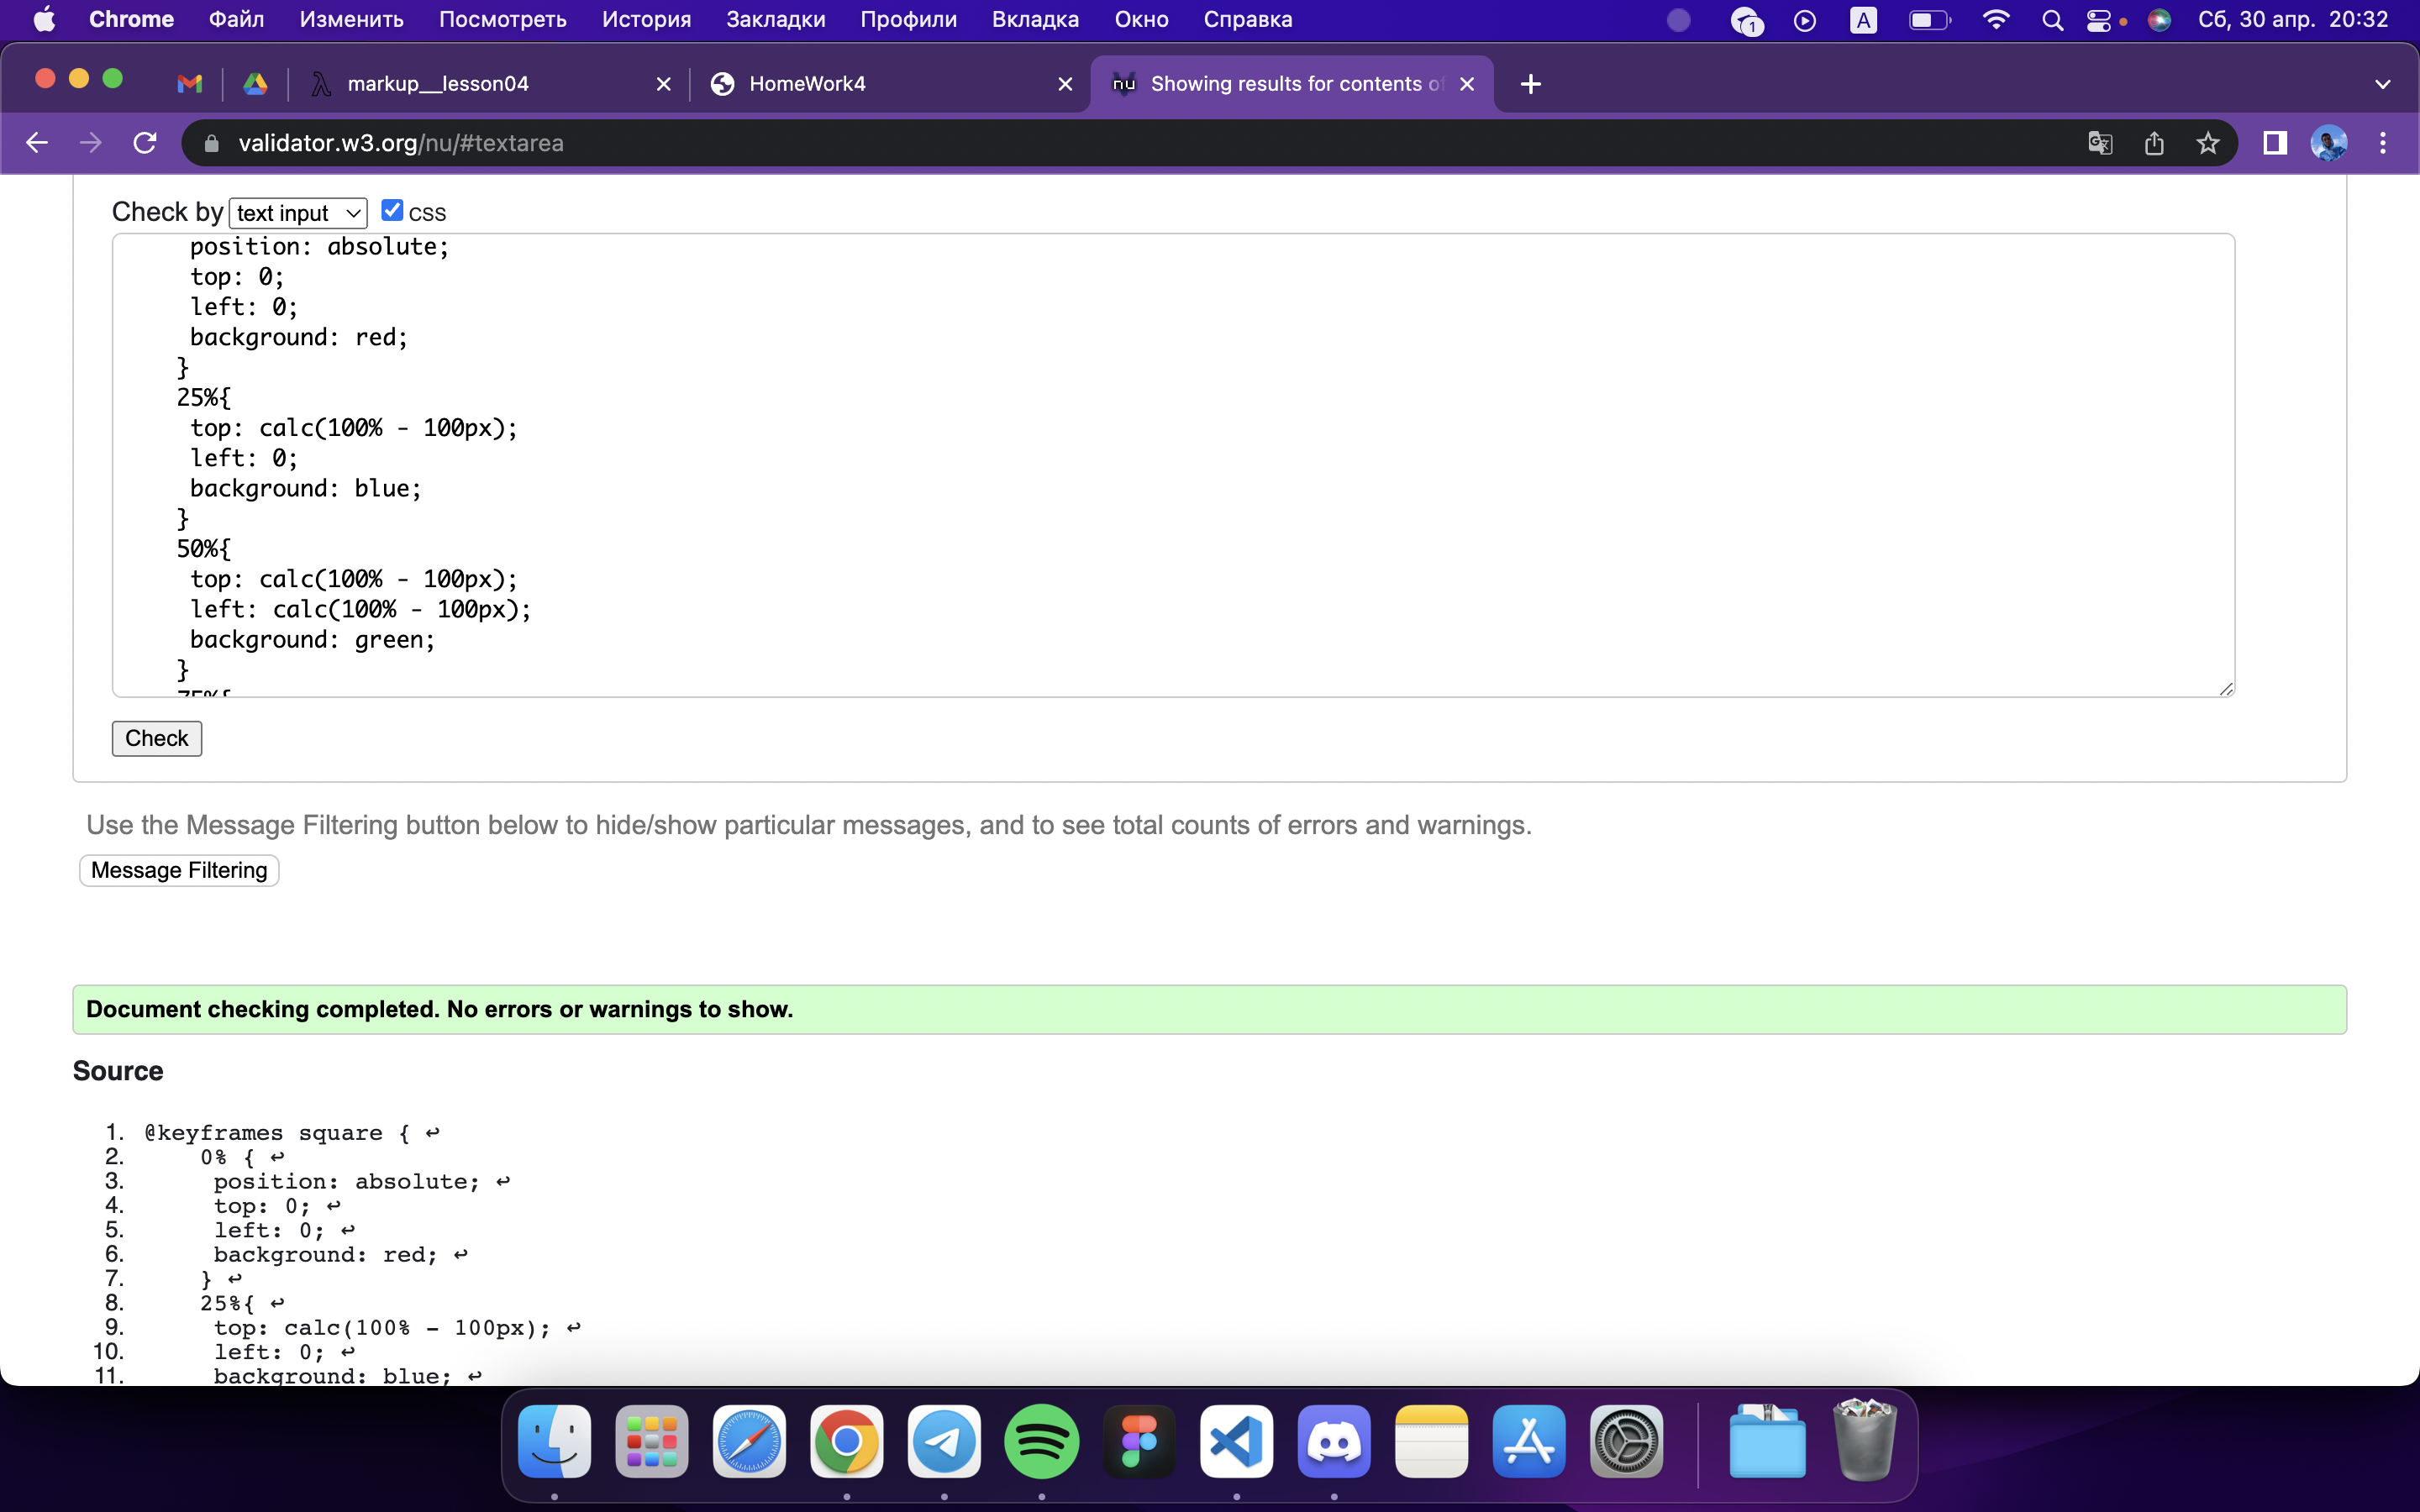 Chrome Файл Изменить Посмотреть История Закладки Профили Вкладка Окно Справка 1 A Сб, 30 апр. 20:32
markup__lesson04 HomeWork4 nu Showing results for contents of
validator.w3.org/nu/#textarea
Check by text input css
position: absolute;
top: 0;
left: 0;
background: red;
}
25%{
top: calc(100% - 100px);
left: 0;
background: blue;
}
50%{
top: calc(100% - 100px);
left: calc(100% - 100px);
background: green;
}
75%{
Check
Use the Message Filtering button below to hide/show particular messages, and to see total counts of errors and warnings.
Message Filtering
Document checking completed. No errors or warnings to show.
Source
1. @keyframes square { ↩
2. 0% { ↩
3. position: absolute; ↩
4. top: 0; ↩
5. left: 0; ↩
6. background: red; ↩
7. } ↩
8. 25%{ ↩
9. top: calc(100% - 100px); ↩
10. left: 0; ↩
11. background: blue; ↩